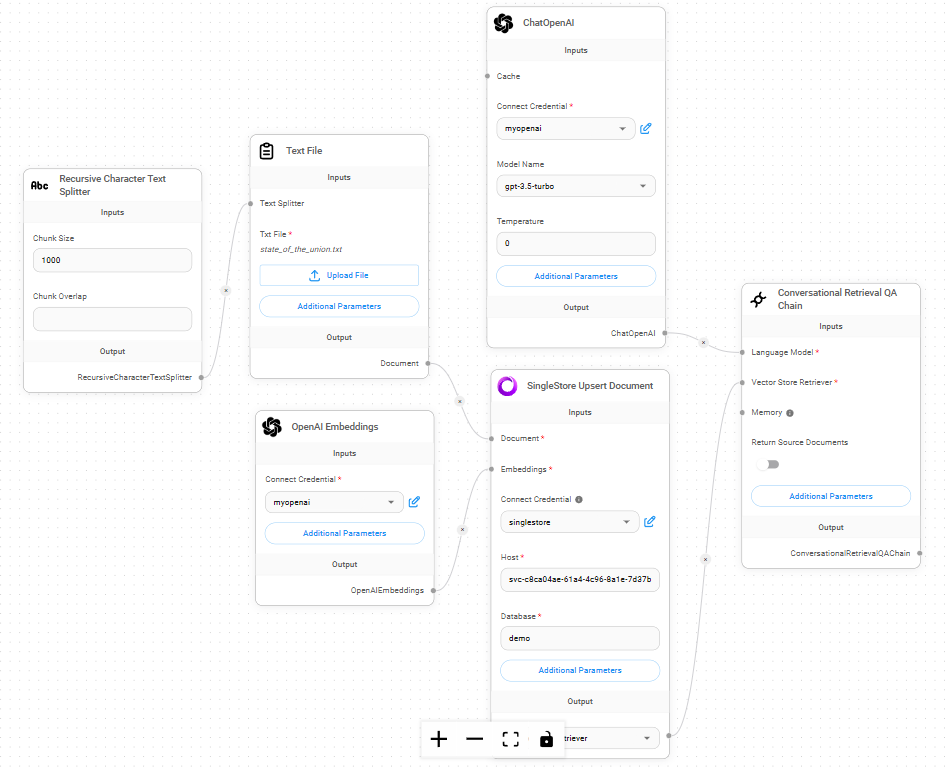 Abc
Recursive Character Text
Splitter
Inputs
Chunk Size
1000
Chunk Overlap
Output
RecursiveCharacterTextSplitter
Text File
Inputs
Text Splitter
Txt File *
state_of_the_union.txt
Upload File
Additional Parameters
Output
Document
OpenAI Embeddings
Inputs
Connect Credential *
myopenai
Additional Parameters
Output
OpenAIEmbeddings
ChatOpenAI
Inputs
Cache
Connect Credential *
myopenai
Model Name
gpt-3.5-turbo
Temperature
0
Additional Parameters
Output
ChatOpenAI
SingleStore Upsert Document
Inputs
Document *
Embeddings *
Connect Credential
singlestore
Host *
svc-c8ca04ae-61a4-4c96-8a1e-7d37b
Database *
demo
Additional Parameters
Output
triever
Conversational Retrieval QA
Chain
Inputs
Language Model *
Vector Store Retriever *
Memory
Return Source Documents
Additional Parameters
Output
ConversationalRetrievalQAChain